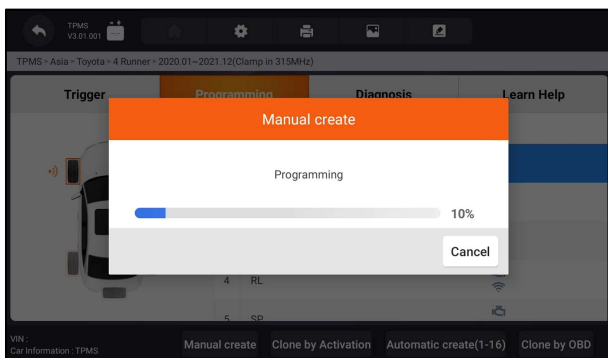 TPMS
V3.01.001
TPMS > Asia > Toyota > 4 Runner > 2020.01~2021.12(Clamp in 315MHz)
Trigger Programming Diagnosis Learn Help
Manual create
Programming
10%
Cancel
4 RL
5 SP
VIN :
Car Information : TPMS
Manual create Clone by Activation Automatic create(1-16) Clone by OBD